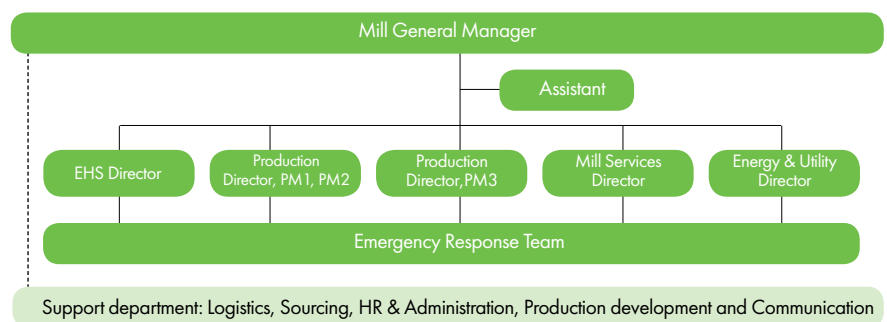 Mill General Manager
Assistant
EHS Director
Production
Director, PM1, PM2
Production
Director,PM3
Mill Services
Director
Energy & Utility
Director
Emergency Response Team
Support department: Logistics, Sourcing, HR & Administration, Production development and Communication